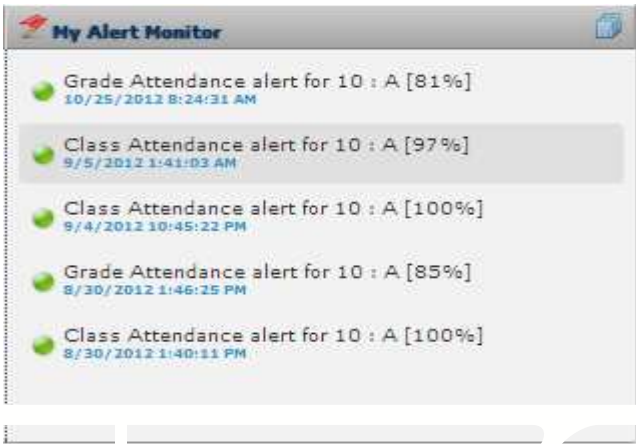 My Alert Monitor
Grade Attendance alert for 10 : A [81%]
10/25/2012 8:24:31 AM
Class Attendance alert for 10 : A [97%]
9/5/2012 1:41:03 AM
Class Attendance alert for 10 : A [100%]
9/4/2012 10:45:22 PM
Grade Attendance alert for 10 : A [85%]
8/30/2012 1:46:25 PM
Class Attendance alert for 10 : A [100%]
8/30/2012 1:40:11 PM